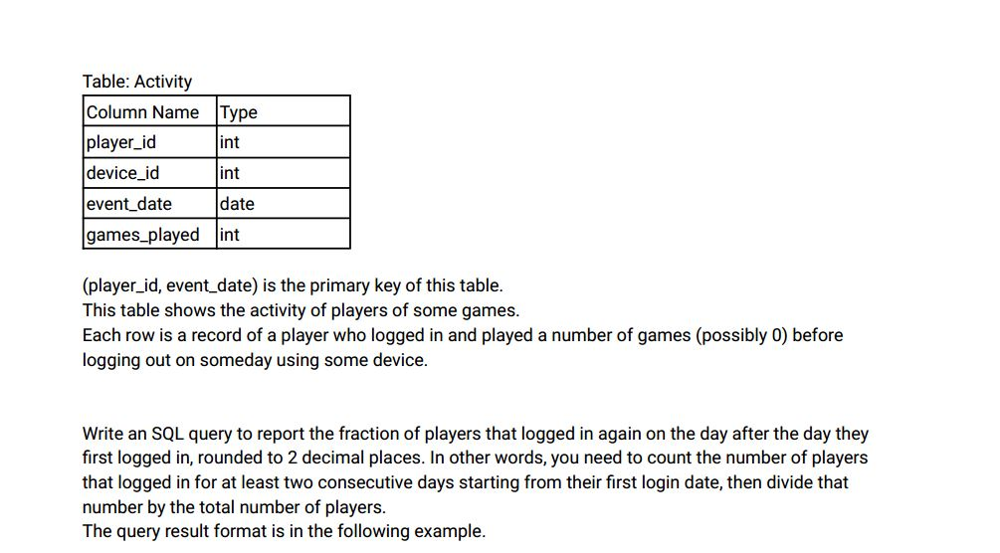 Table: Activity
Column Name Type
player_id int
device_id int
event_date date
games_played int
(player_id, event_date) is the primary key of this table.
This table shows the activity of players of some games.
Each row is a record of a player who logged in and played a number of games (possibly 0) before
logging out on someday using some device.
Write an SQL query to report the fraction of players that logged in again on the day after the day they
first logged in, rounded to 2 decimal places. In other words, you need to count the number of players
that logged in for at least two consecutive days starting from their first login date, then divide that
number by the total number of players.
The query result format is in the following example.